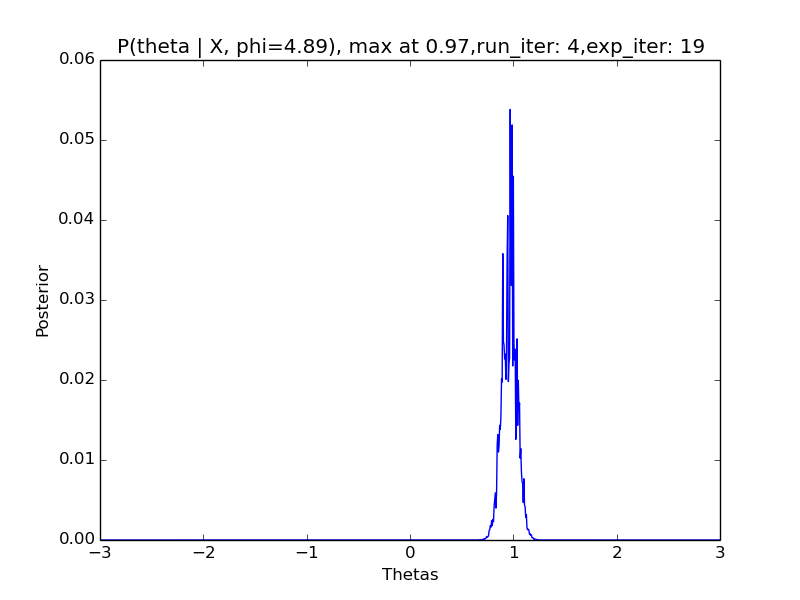 P(theta | X, phi=4.89), max at 0.97,run_iter: 4,exp_iter: 19
0.06
0.05
0.04
0.03
0.02
0.01
0.00
Posterior
−3 −2 −1 0 1 2 3
Thetas